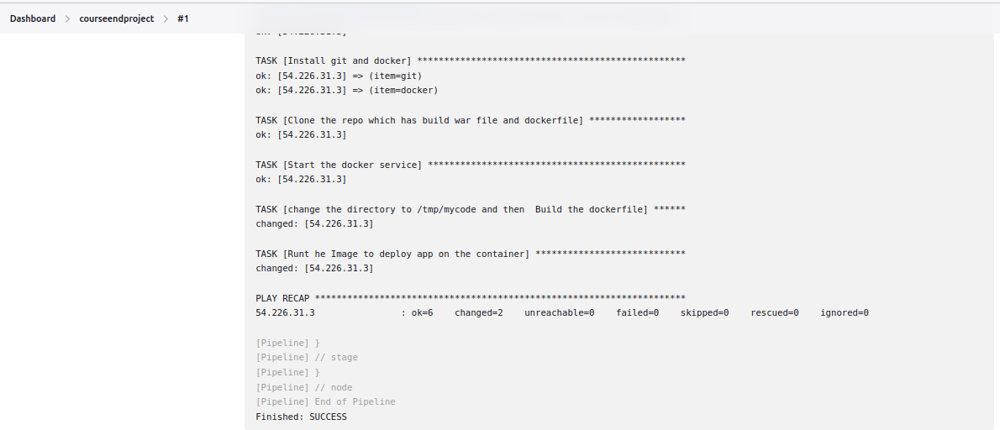 Dashboard > courseendproject > #1
ok: [54.226.31.3]
TASK [Install git and docker] **************************************************
ok: [54.226.31.3] => (item=git)
ok: [54.226.31.3] => (item=docker)
TASK [Clone the repo which has build war file and dockerfile] ******************
ok: [54.226.31.3]
TASK [Start the docker service] ************************************************
ok: [54.226.31.3]
TASK [change the directory to /tmp/mycode and then  Build the dockerfile] ******
changed: [54.226.31.3]
TASK [Runt he Image to deploy app on the container] ****************************
changed: [54.226.31.3]
PLAY RECAP *********************************************************************
54.226.31.3                : ok=6    changed=2    unreachable=0    failed=0    skipped=0    rescued=0    ignored=0
[Pipeline] }
[Pipeline] // stage
[Pipeline] }
[Pipeline] // node
[Pipeline] End of Pipeline
Finished: SUCCESS